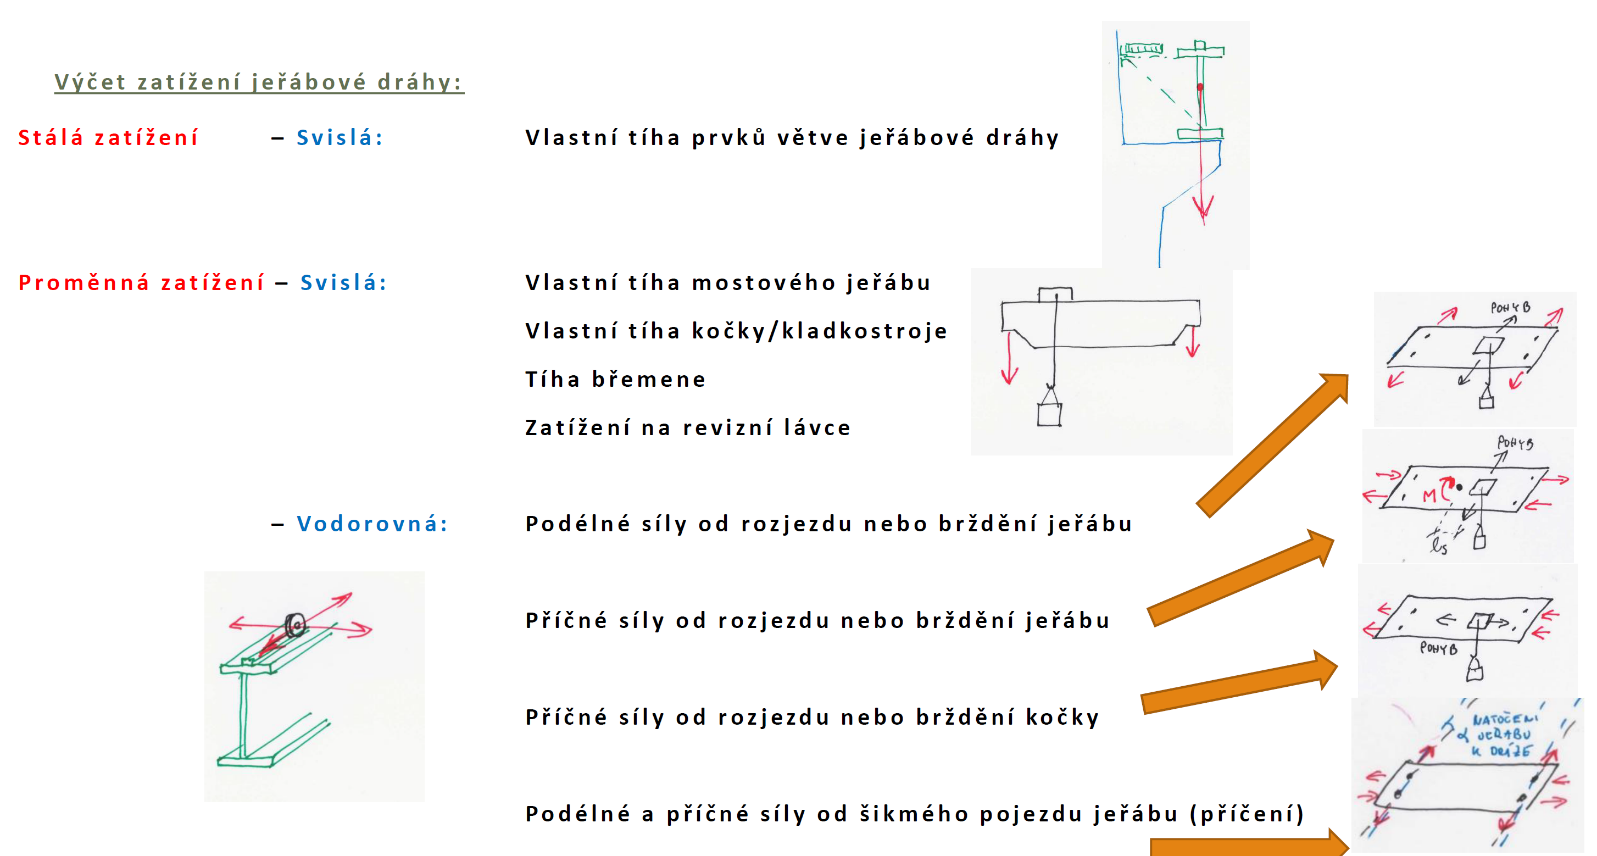 Výčet zatížení jeřábové dráhy:
Stálá zatížení – Svislá: Vlastní tíha prvků větve jeřábové dráhy
Proměnná zatížení – Svislá: Vlastní tíha mostového jeřábu
Vlastní tíha kočky/kladkostroje
Tíha břemene
Zatížení na revizní lávce
– Vodorovná: Podélné síly od rozjezdu nebo brždění jeřábu
Příčné síly od rozjezdu nebo brždění jeřábu
Příčné síly od rozjezdu nebo brždění kočky
Podélné a příčné síly od šikmého pojezdu jeřábu (příčení)
POHYB
POHYB
M
ls
POHYB
NATOČENÍ
α JEŘÁBU
K DRÁZE